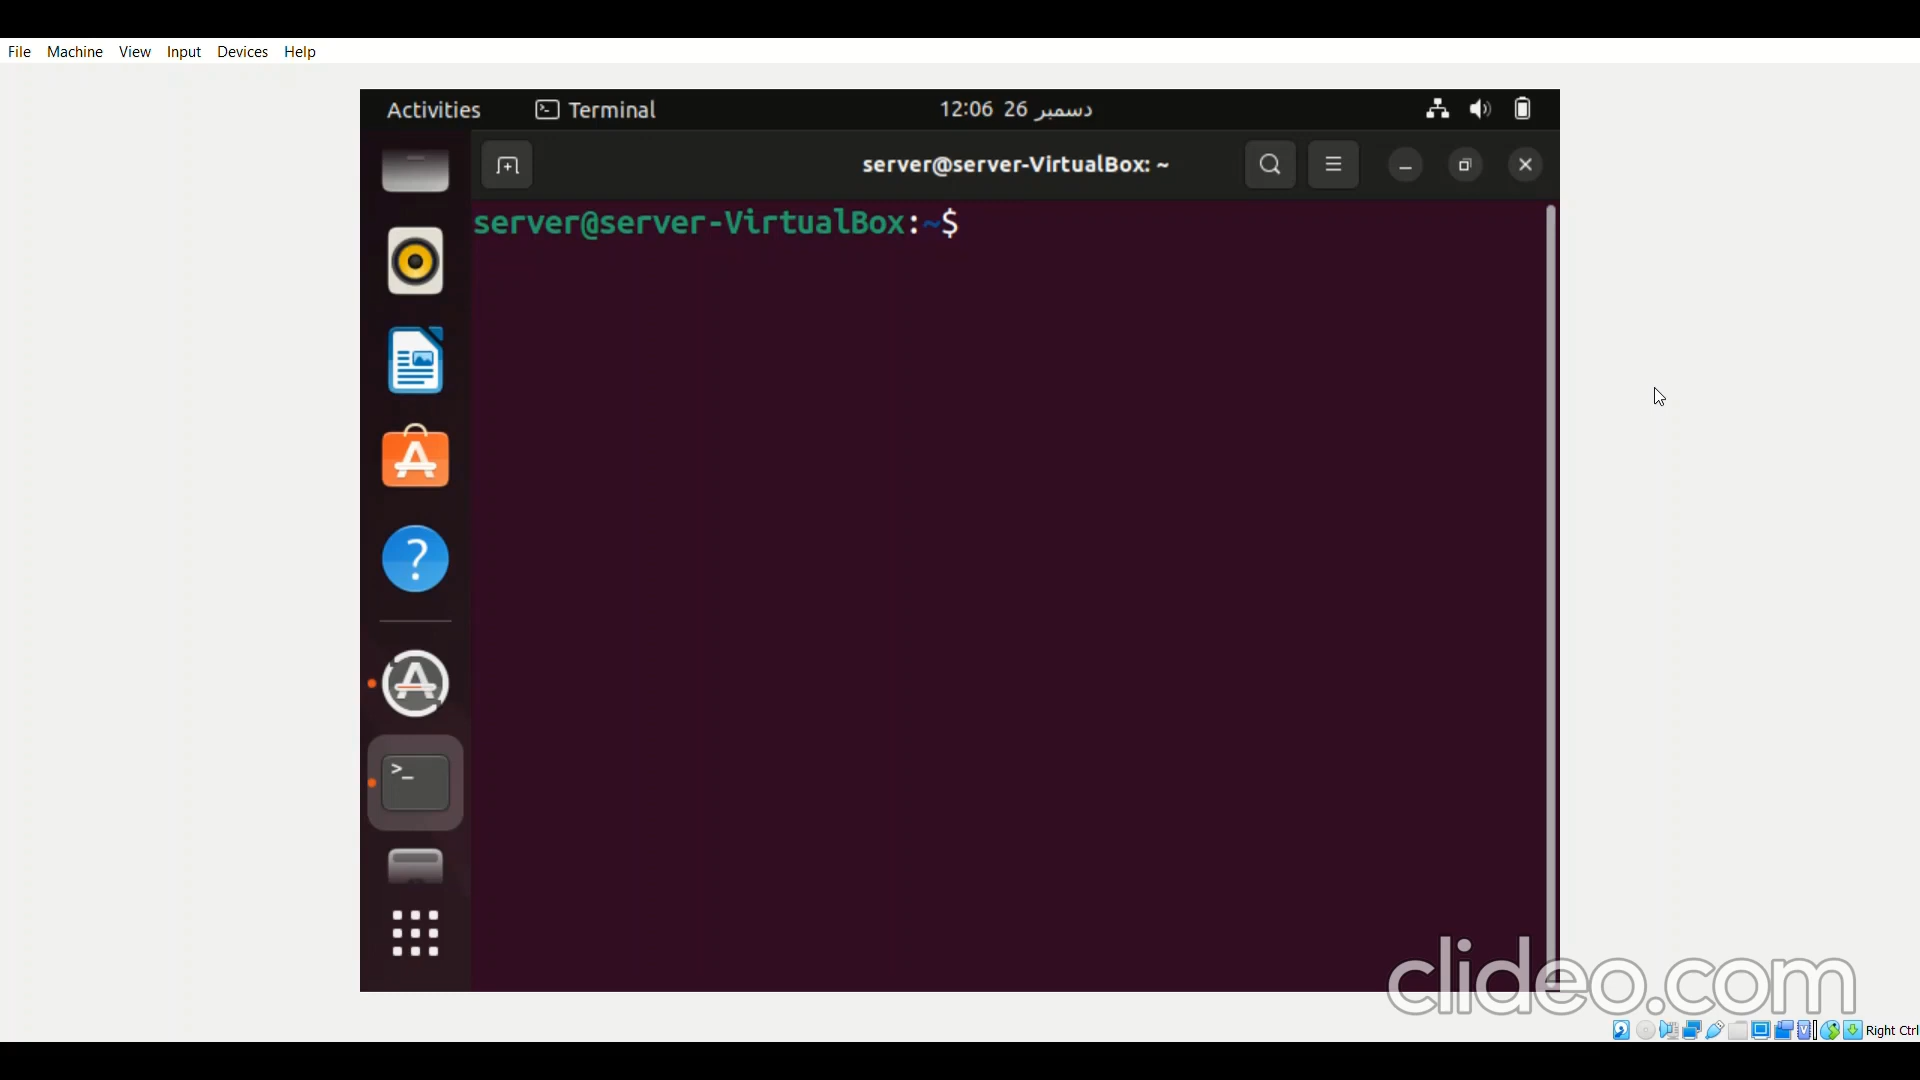 File Machine View Input Devices Help
Activities Terminal 12:06 26 دسمبر
server@server-VirtualBox: ~
server@server-VirtualBox:~$
clideo.com
Right Ctrl